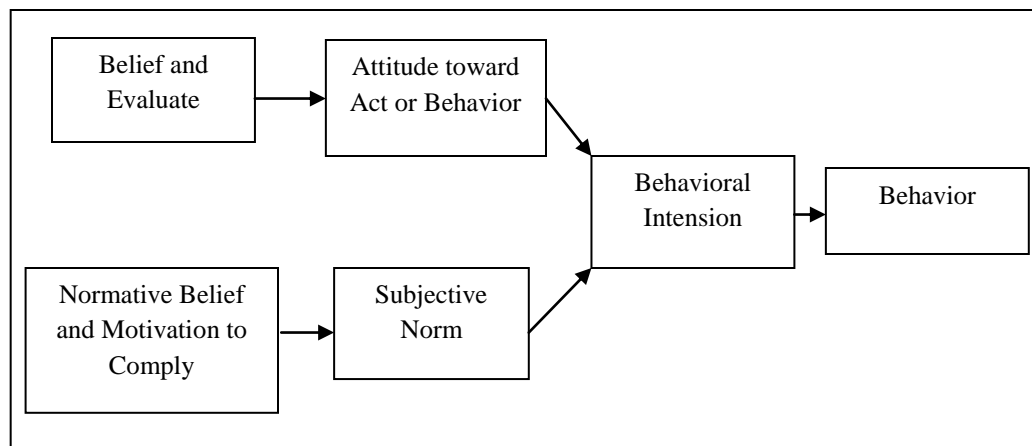 Belief and
Evaluate
Attitude toward
Act or Behavior
Behavioral
Intension
Behavior
Normative Belief
and Motivation to
Comply
Subjective
Norm